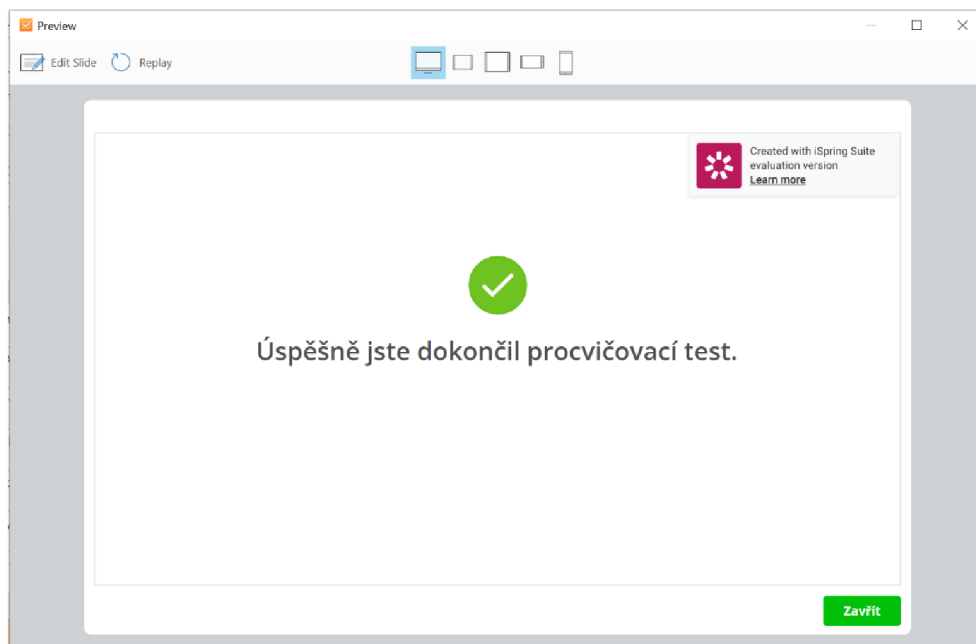 Preview
Edit Slide Replay
Created with iSpring Suite
evaluation version
Learn more
Úspěšně jste dokončil procvičovací test.
Zavřít